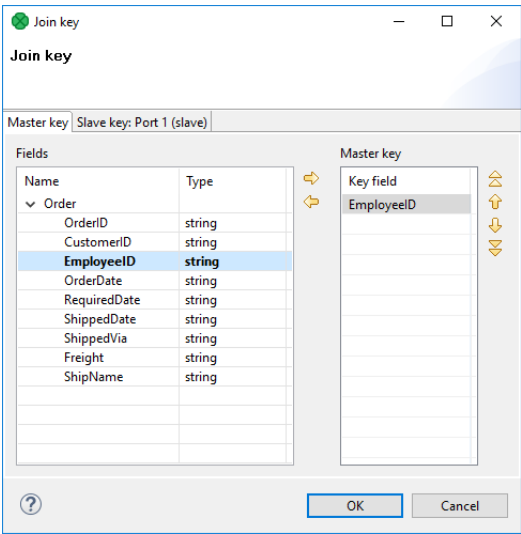 Join key
Join key
Master key Slave key: Port 1 (slave)
Fields
Name Type
Order
OrderID string
CustomerID string
EmployeeID string
OrderDate string
RequiredDate string
ShippedDate string
ShippedVia string
Freight string
ShipName string
Master key
Key field
EmployeeID
?
OK Cancel